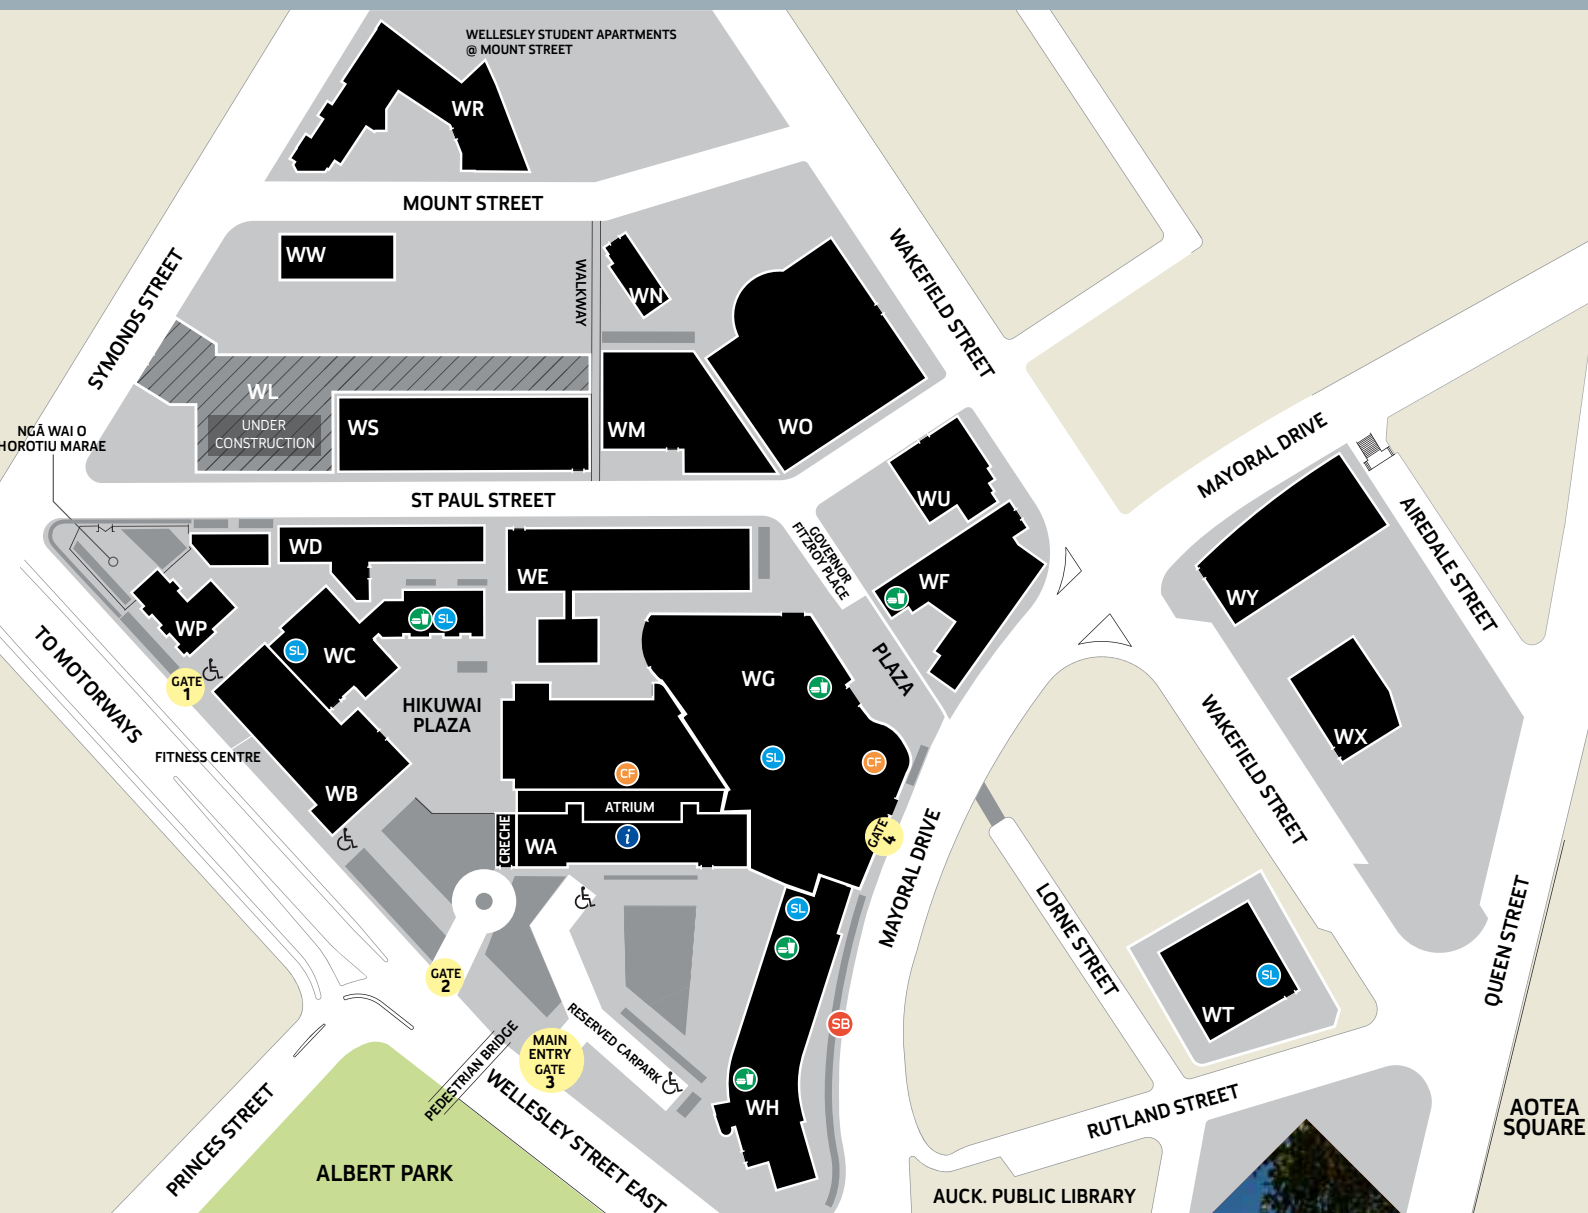 WELLESLEY STUDENT APARTMENTS
@ MOUNT STREET
WR
MOUNT STREET
WW
WALKWAY
WN
WAKEFIELD STREET
SYMONDS STREET
WL
UNDER
CONSTRUCTION
WS
WM
WO
NGĀ WAI O
HOROTIU MARAE
MAYORAL DRIVE
ST PAUL STREET
WU
AIREDALE STREET
GOVERNOR
FITZROY PLACE
WD
WE
WF
WY
WP
SL
SL
WC
TO MOTORWAYS
GATE
1
WG
PLAZA
HIKUWAI
PLAZA
WAKEFIELD STREET
WX
FITNESS CENTRE
SL
CF
CF
WB
ATRIUM
CRECHE
WA
i
GATE
4
MAYORAL DRIVE
SL
LORNE STREET
QUEEN STREET
GATE
2
SL
WT
SB
RESERVED CARPARK
PEDESTRIAN BRIDGE
MAIN
ENTRY
GATE
3
WH
WELLESLEY STREET EAST
PRINCES STREET
RUTLAND STREET
AOTEA
SQUARE
ALBERT PARK
AUCK. PUBLIC LIBRARY